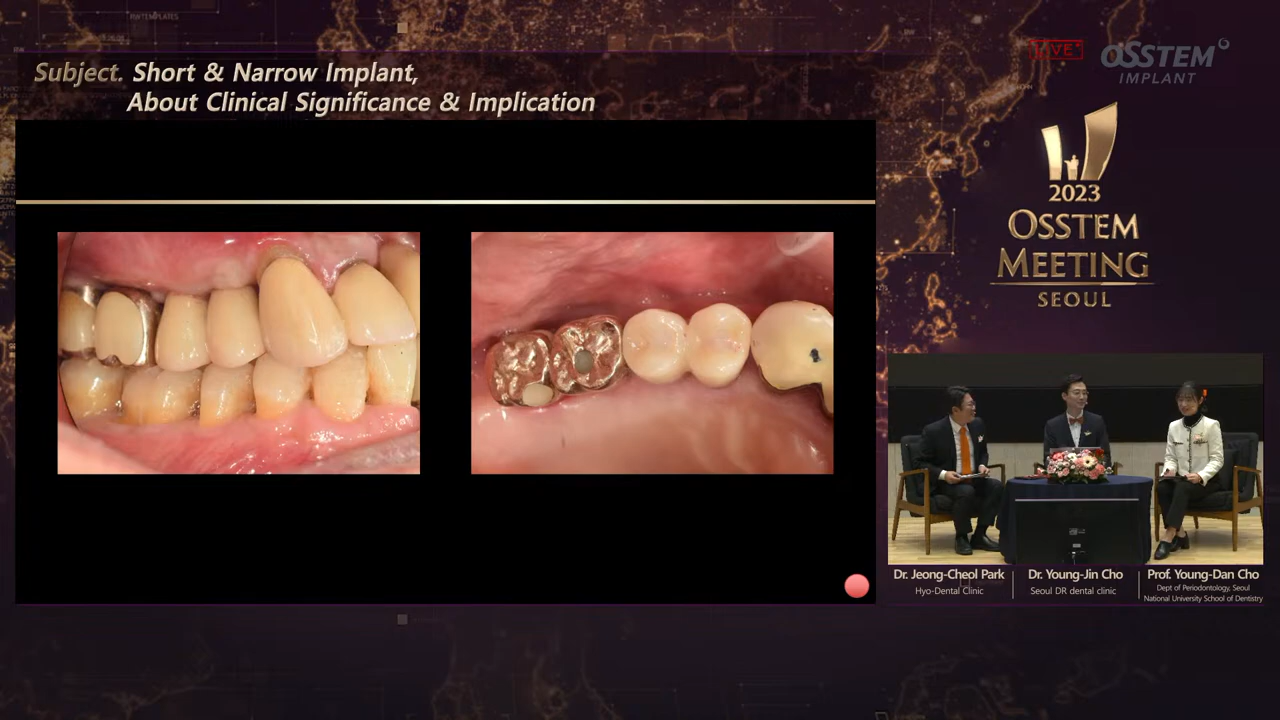 RWTEMPLATES
Subject. Short & Narrow Implant,
About Clinical Significance & Implication
LIVE
OSSTEM
IMPLANT
2023
OSSTEM
MEETING
SEOUL
Dr. Jeong-Cheol Park
Hyo-Dental Clinic
Dr. Young-Jin Cho
Seoul DR dental clinic
Prof. Young-Dan Cho
Dept of Periodontology, Seoul
National University School of Dentistry